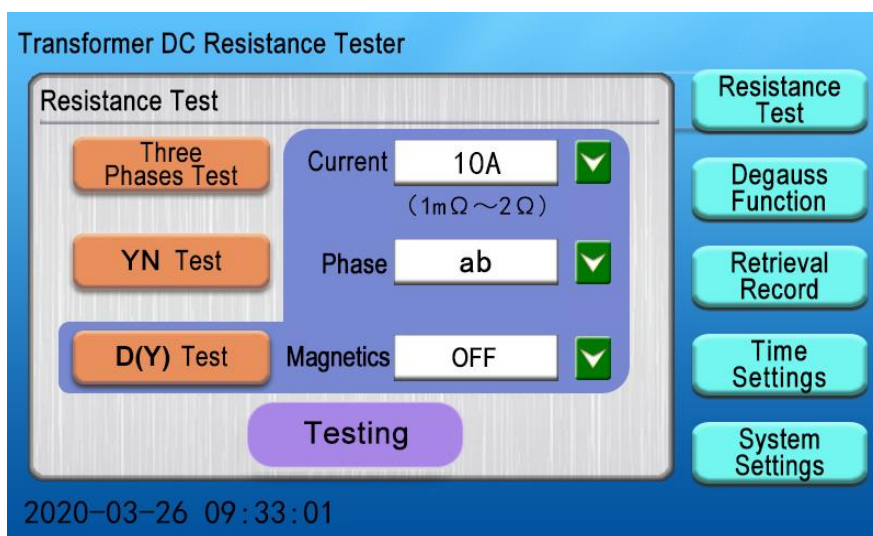 Transformer DC Resistance Tester
Resistance Test
Three
Phases Test
Current
10A
(1mΩ～2Ω)
YN Test
Phase
ab
D(Y) Test
Magnetics
OFF
Testing
Resistance
Test
Degauss
Function
Retrieval
Record
Time
Settings
System
Settings
2020-03-26 09:33:01